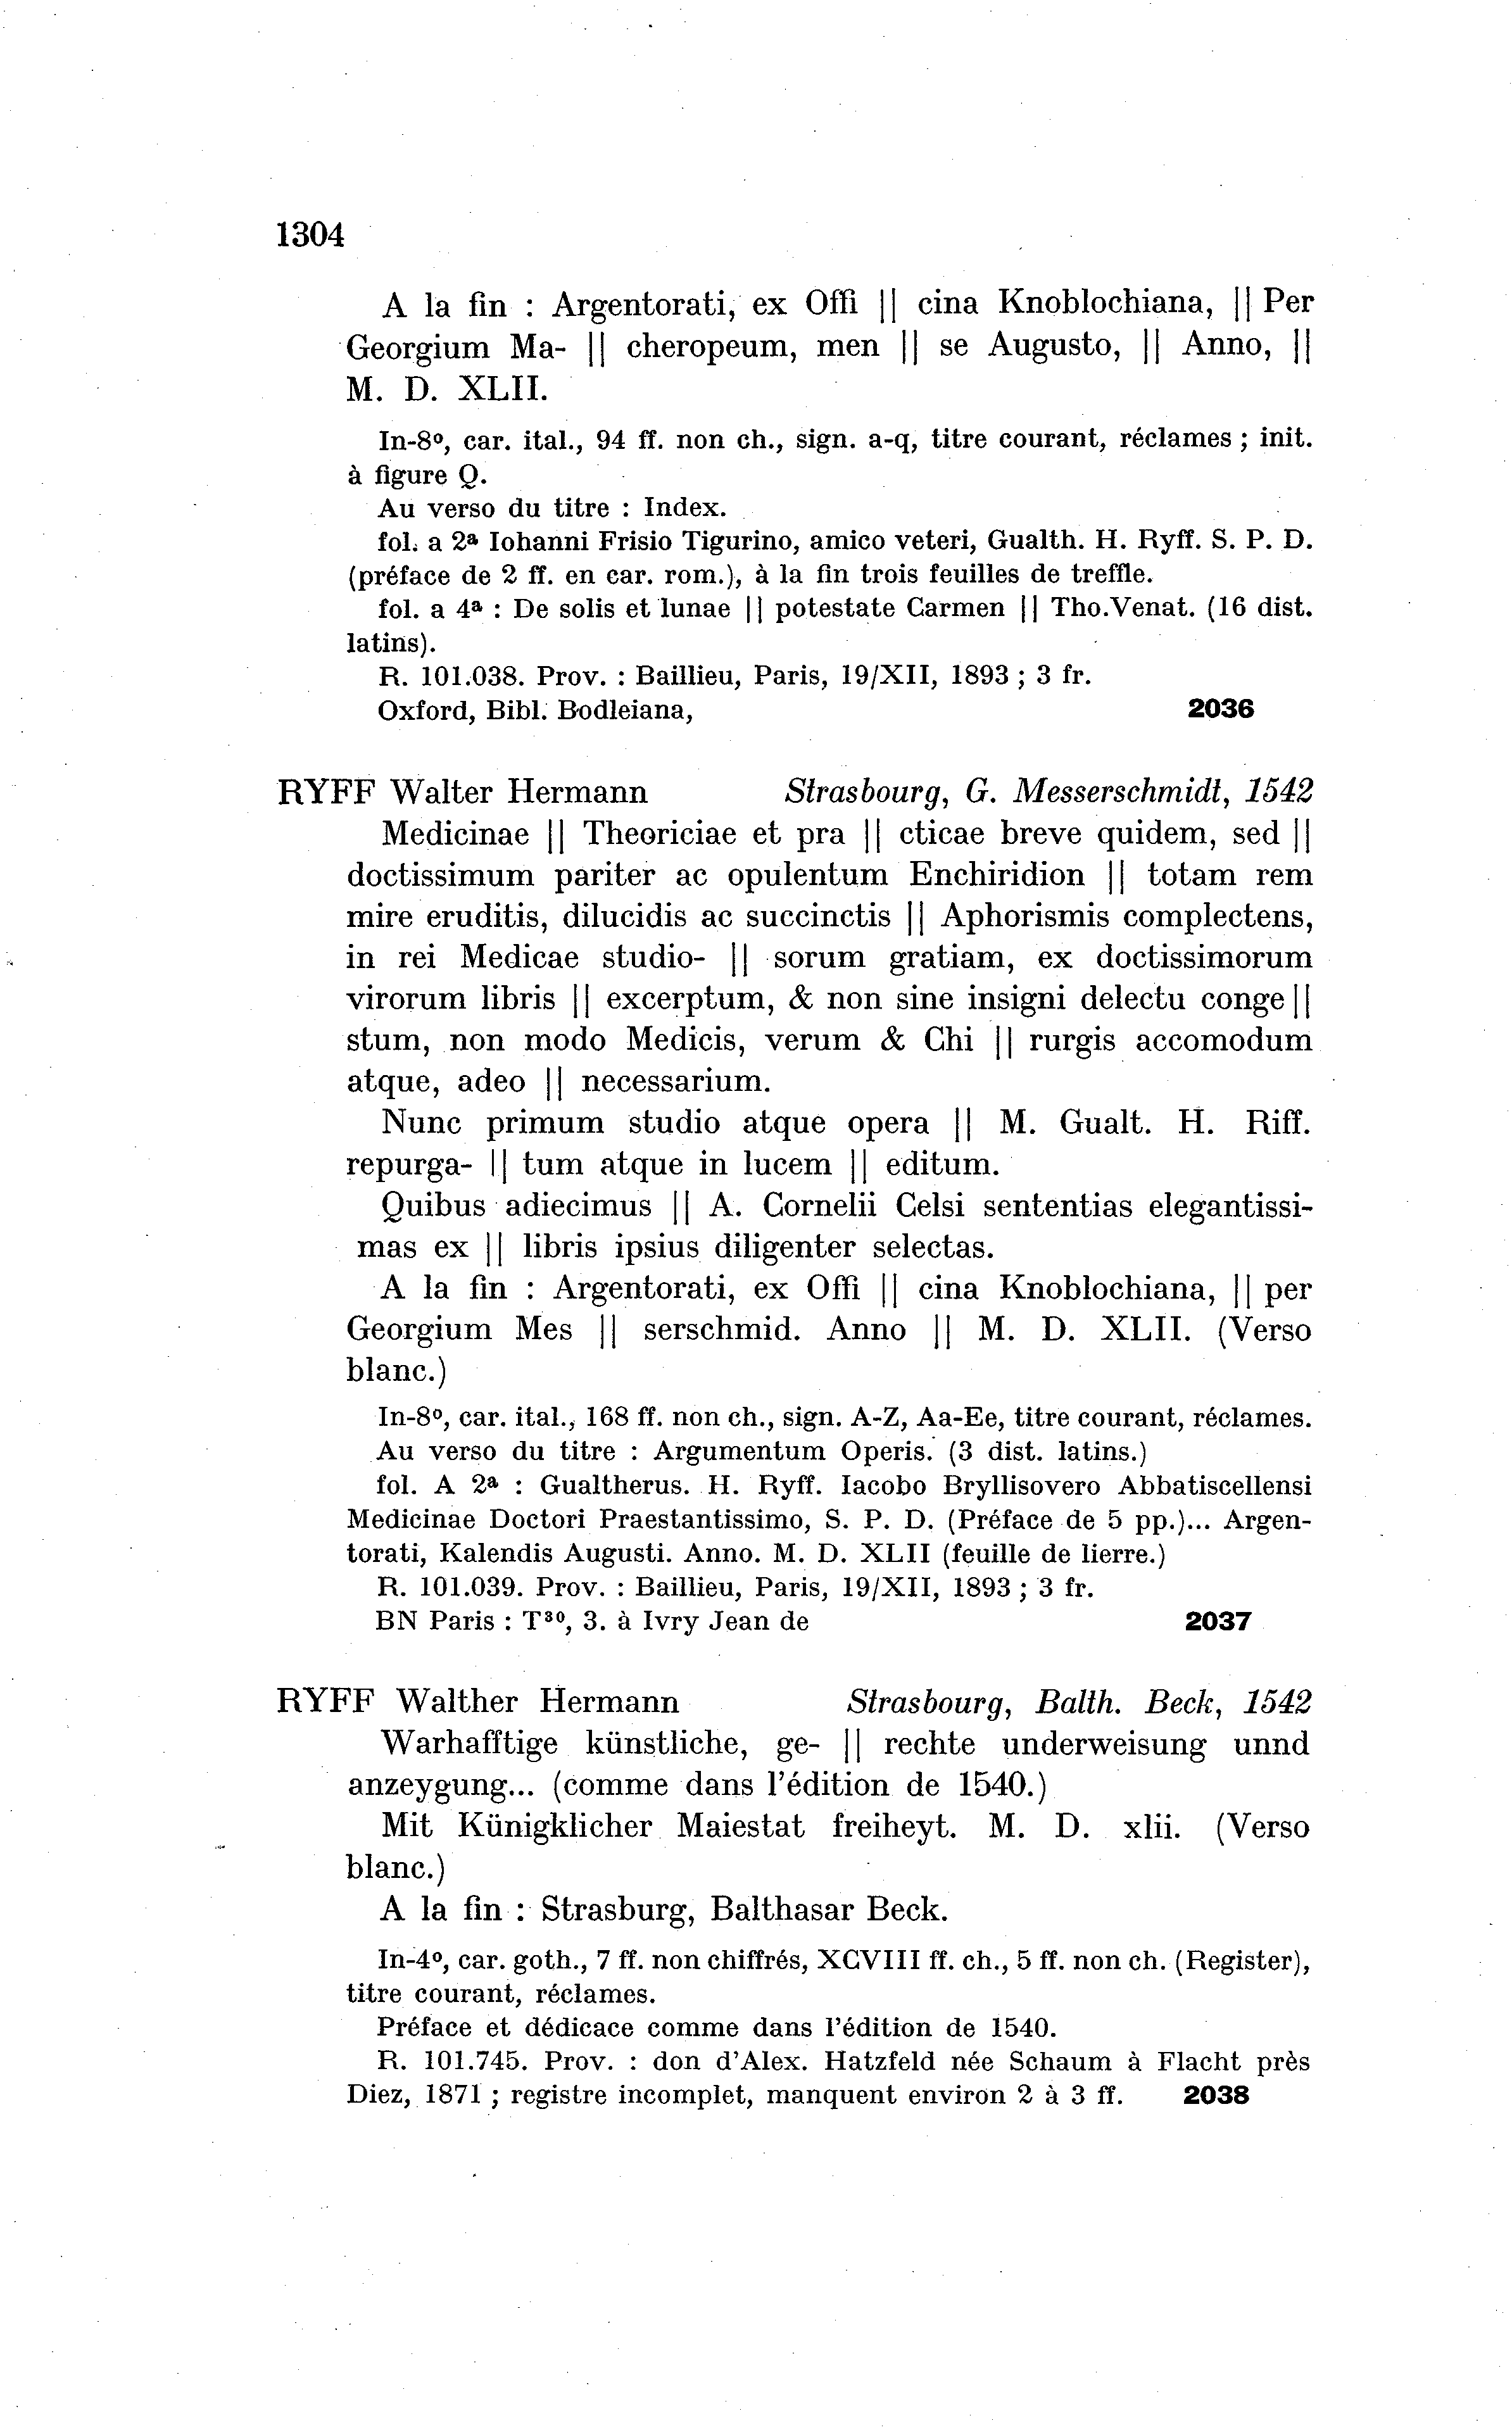 1304
A la fin : Argentorati, ex Offi || cina Knoblochiana, || Per
Georgium Ma- || cheropeum, men || se Augusto, || Anno, ||
M. D. XLII.
In-8º, car. ital., 94 ff. non ch., sign. a-q, titre courant, réclames ; init.
à figure Q.
Au verso du titre : Index.
fol. a 2ª Iohanni Frisio Tigurino, amico veteri, Gualth. H. Ryff. S. P. D.
(préface de 2 ff. en car. rom.), à la fin trois feuilles de treffle.
fol. a 4ª : De solis et lunae || potestate Carmen || Tho.Venat. (16 dist.
latins).
R. 101.038. Prov. : Baillieu, Paris, 19/XII, 1893 ; 3 fr.
Oxford, Bibl. Bodleiana, 2036
RYFF Walter Hermann Strasbourg, G. Messerschmidt, 1542
Medicinae || Theoriciae et pra || cticae breve quidem, sed ||
doctissimum pariter ac opulentum Enchiridion || totam rem
mire eruditis, dilucidis ac succinctis || Aphorismis complectens,
in rei Medicae studio- || sorum gratiam, ex doctissimorum
virorum libris || excerptum, & non sine insigni delectu conge ||
stum, non modo Medicis, verum & Chi || rurgis accomodum
atque, adeo || necessarium.
Nunc primum studio atque opera || M. Gualt. H. Riff.
repurga- || tum atque in lucem || editum.
Quibus adiecimus || A. Cornelii Celsi sententias elegantissi-
mas ex || libris ipsius diligenter selectas.
A la fin : Argentorati, ex Offi || cina Knoblochiana, || per
Georgium Mes || serschmid. Anno || M. D. XLII. (Verso
blanc.)
In-8º, car. ital., 168 ff. non ch., sign. A-Z, Aa-Ee, titre courant, réclames.
Au verso du titre : Argumentum Operis. (3 dist. latins.)
fol. A 2ª : Gualtherus. H. Ryff. Iacobo Bryllisovero Abbatiscellensi
Medicinae Doctori Praestantissimo, S. P. D. (Préface de 5 pp.)... Argen-
torati, Kalendis Augusti. Anno. M. D. XLII (feuille de lierre.)
R. 101.039. Prov. : Baillieu, Paris, 19/XII, 1893 ; 3 fr.
BN Paris : T³⁰, 3. à Ivry Jean de 2037
RYFF Walther Hermann Strasbourg, Balth. Beck, 1542
Warhafftige künstliche, ge- || rechte underweisung unnd
anzeygung... (comme dans l'édition de 1540.)
Mit Künigklicher Maiestat freiheyt. M. D. xlii. (Verso
blanc.)
A la fin : Strasburg, Balthasar Beck.
In-4º, car. goth., 7 ff. non chiffrés, XCVIII ff. ch., 5 ff. non ch. (Register),
titre courant, réclames.
Préface et dédicace comme dans l'édition de 1540.
R. 101.745. Prov. : don d'Alex. Hatzfeld née Schaum à Flacht près
Diez, 1871 ; registre incomplet, manquent environ 2 à 3 ff. 2038